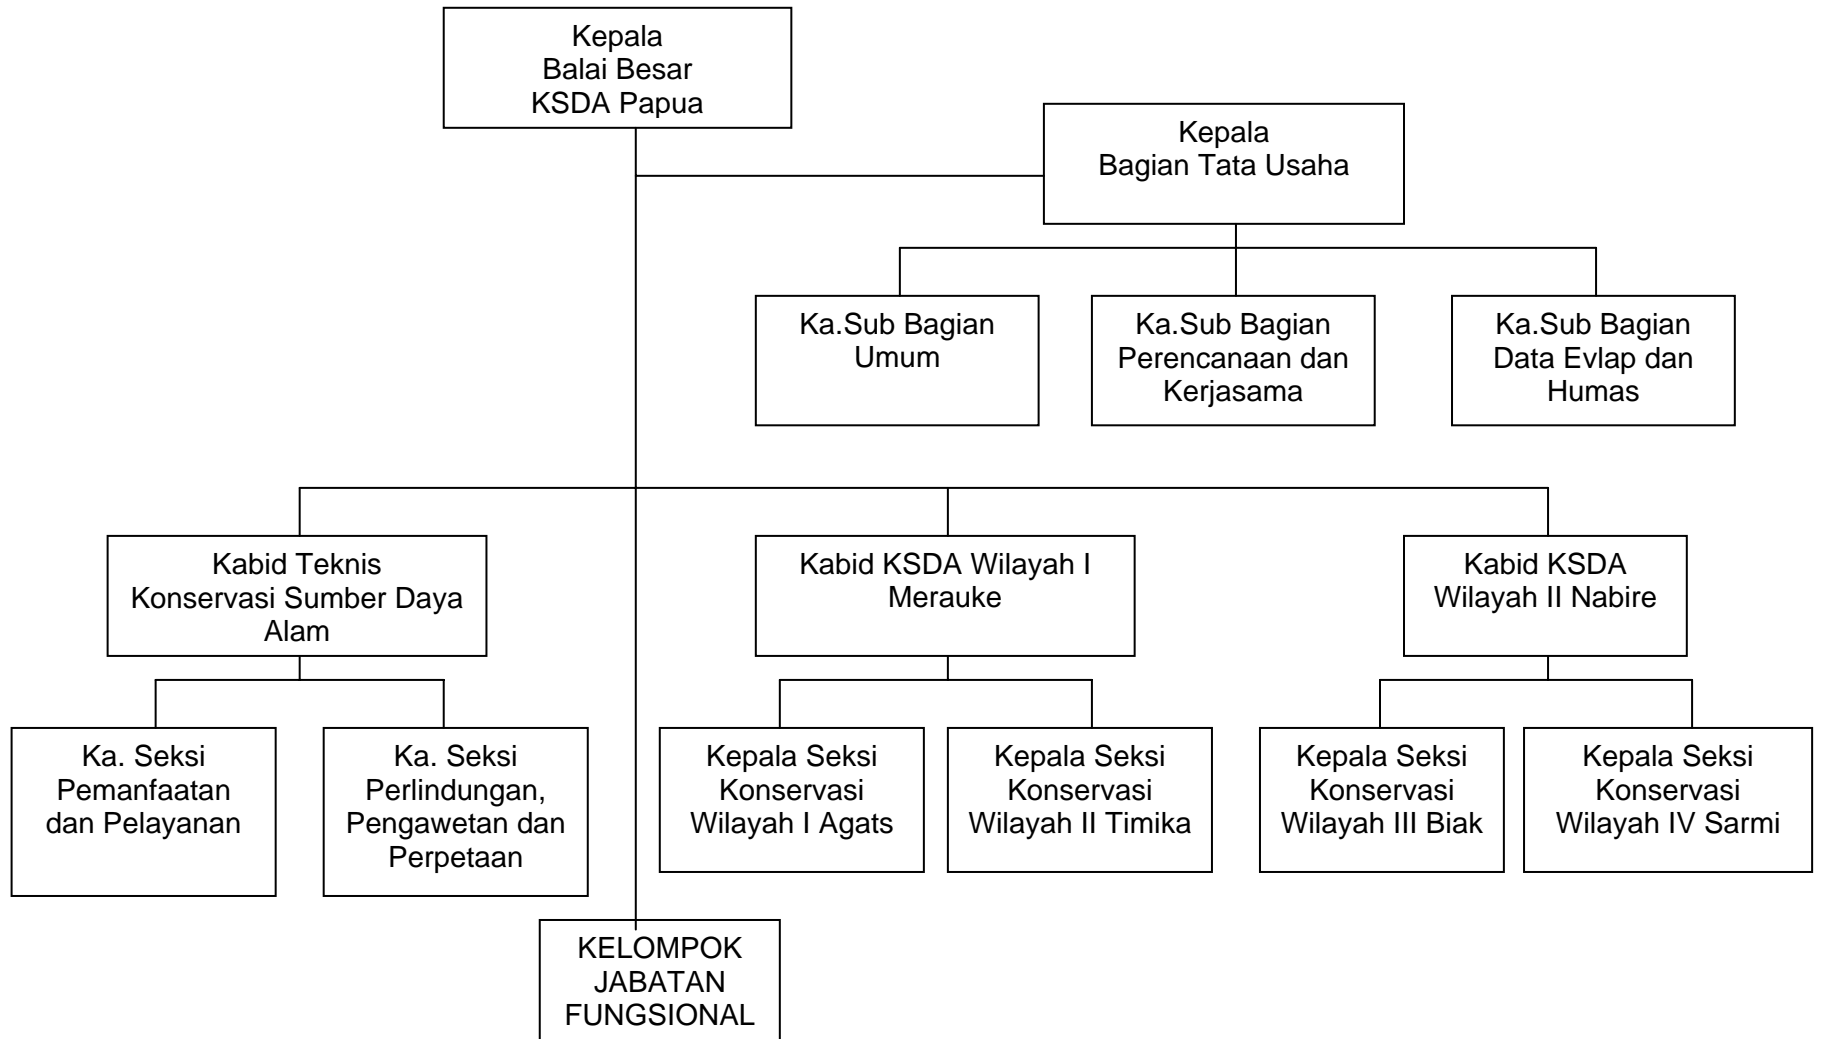 Kepala
Balai Besar
KSDA Papua
Kepala
Bagian Tata Usaha
Ka.Sub Bagian
Umum
Ka.Sub Bagian
Perencanaan dan
Kerjasama
Ka.Sub Bagian
Data Evlap dan
Humas
Kabid Teknis
Konservasi Sumber Daya
Alam
Kabid KSDA Wilayah I
Merauke
Kabid KSDA
Wilayah II Nabire
Ka. Seksi
Pemanfaatan
dan Pelayanan
Ka. Seksi
Perlindungan,
Pengawetan dan
Perpetaan
Kepala Seksi
Konservasi
Wilayah I Agats
Kepala Seksi
Konservasi
Wilayah II Timika
Kepala Seksi
Konservasi
Wilayah III Biak
Kepala Seksi
Konservasi
Wilayah IV Sarmi
KELOMPOK
JABATAN
FUNGSIONAL